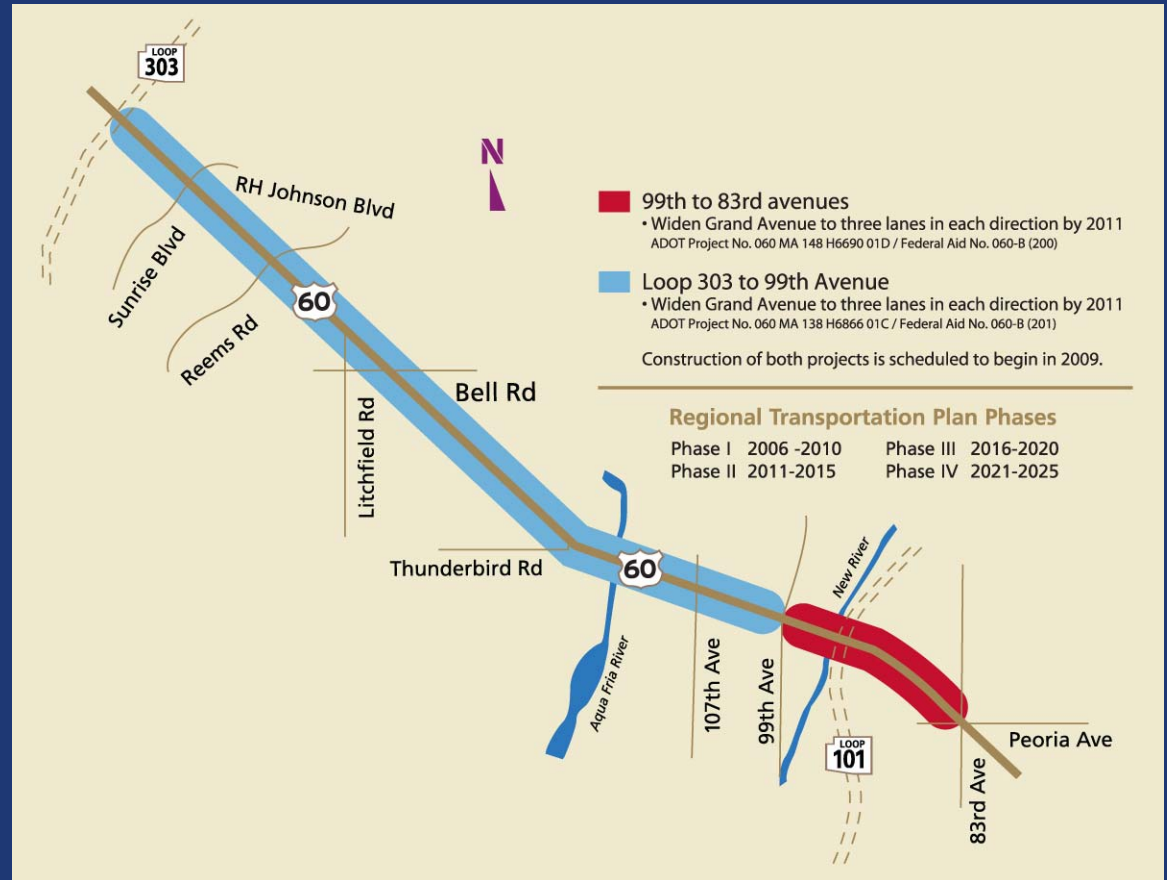 LOOP
303
N
RH Johnson Blvd
Sunrise Blvd
Reems Rd
60
Litchfield Rd
Bell Rd
99th to 83rd avenues
• Widen Grand Avenue to three lanes in each direction by 2011
ADOT Project No. 060 MA 148 H6690 01D / Federal Aid No. 060-B (200)
Loop 303 to 99th Avenue
• Widen Grand Avenue to three lanes in each direction by 2011
ADOT Project No. 060 MA 138 H6866 01C / Federal Aid No. 060-B (201)
Construction of both projects is scheduled to begin in 2009.
Regional Transportation Plan Phases
Phase I 2006 -2010 Phase III 2016-2020
Phase II 2011-2015 Phase IV 2021-2025
Thunderbird Rd
60
Aqua Fria River
107th Ave
99th Ave
New River
LOOP
101
Peoria Ave
83rd Ave